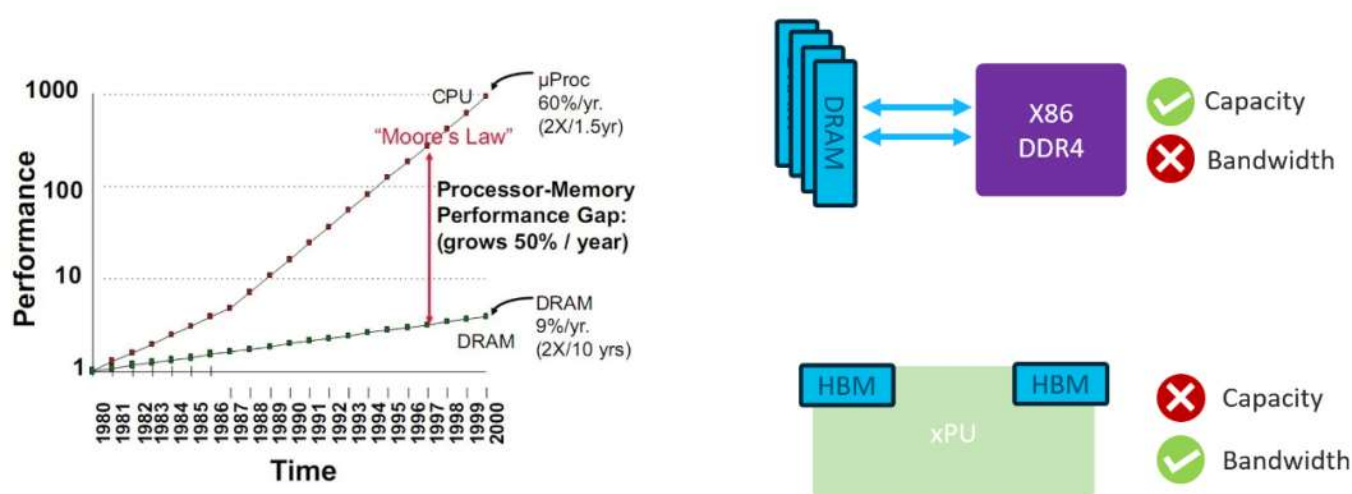 1000
100
10
1
Performance
CPU
µProc
60%/yr.
(2X/1.5yr)
“Moore's Law”
Processor-Memory
Performance Gap:
(grows 50% / year)
DRAM
9%/yr.
(2X/10 yrs)
DRAM
1980
1981
1982
1983
1984
1985
1986
1987
1988
1989
1990
1991
1992
1993
1994
1995
1996
1997
1998
1999
2000
Time
DRAM
X86
DDR4
Capacity
Bandwidth
HBM
HBM
xPU
Capacity
Bandwidth